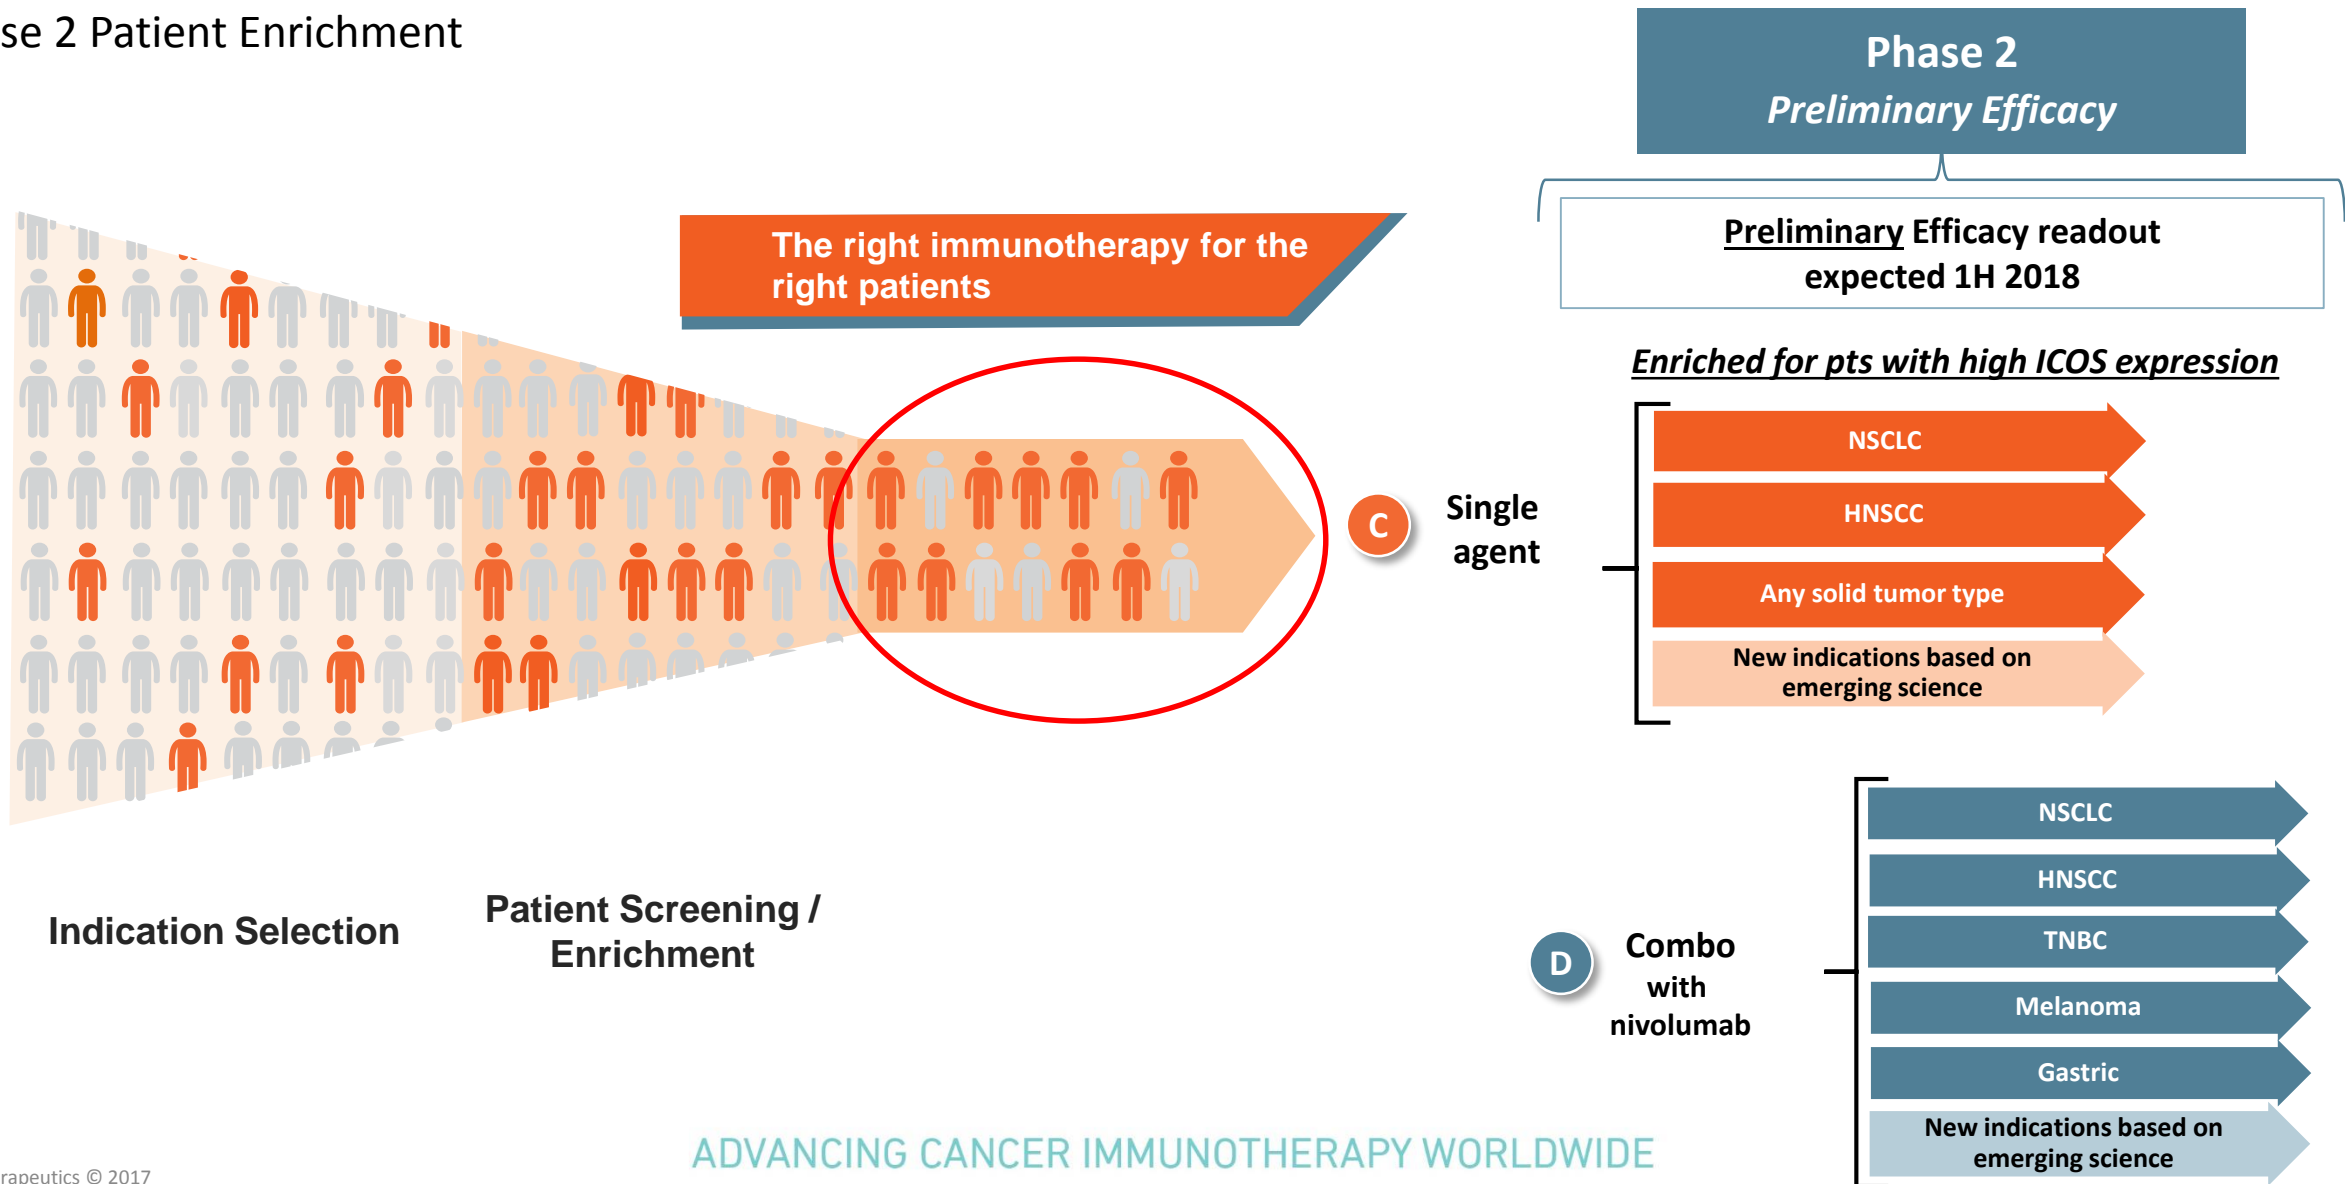 se 2 Patient Enrichment
Phase 2
Preliminary Efficacy
Preliminary Efficacy readout
expected 1H 2018
The right immunotherapy for the
right patients
Enriched for pts with high ICOS expression
C
Single
agent
NSCLC
HNSCC
Any solid tumor type
New indications based on
emerging science
Indication Selection
Patient Screening /
Enrichment
D
Combo
with
nivolumab
NSCLC
HNSCC
TNBC
Melanoma
Gastric
New indications based on
emerging science
ADVANCING CANCER IMMUNOTHERAPY WORLDWIDE
rapeutics © 2017